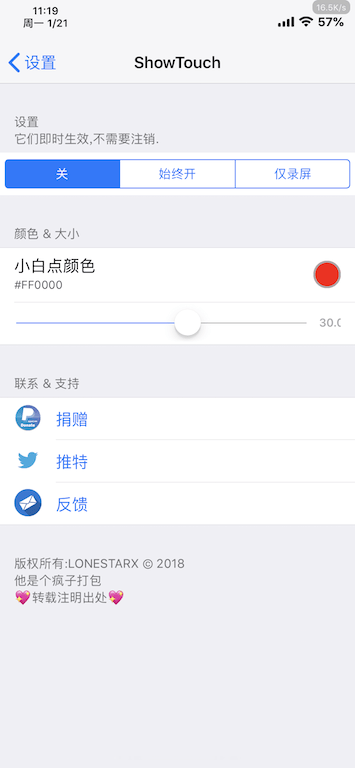 16.5K/s
11:19
周一 1/21
57%
设置
ShowTouch
设置
它们即时生效,不需要注销.
关
始终开
仅录屏
颜色 & 大小
小白点颜色
#FF0000
30.0
联系 & 支持
Donate
捐赠
推特
反馈
版权所有:LONESTARX © 2018
他是个疯子打包
💖转载注明出处💖